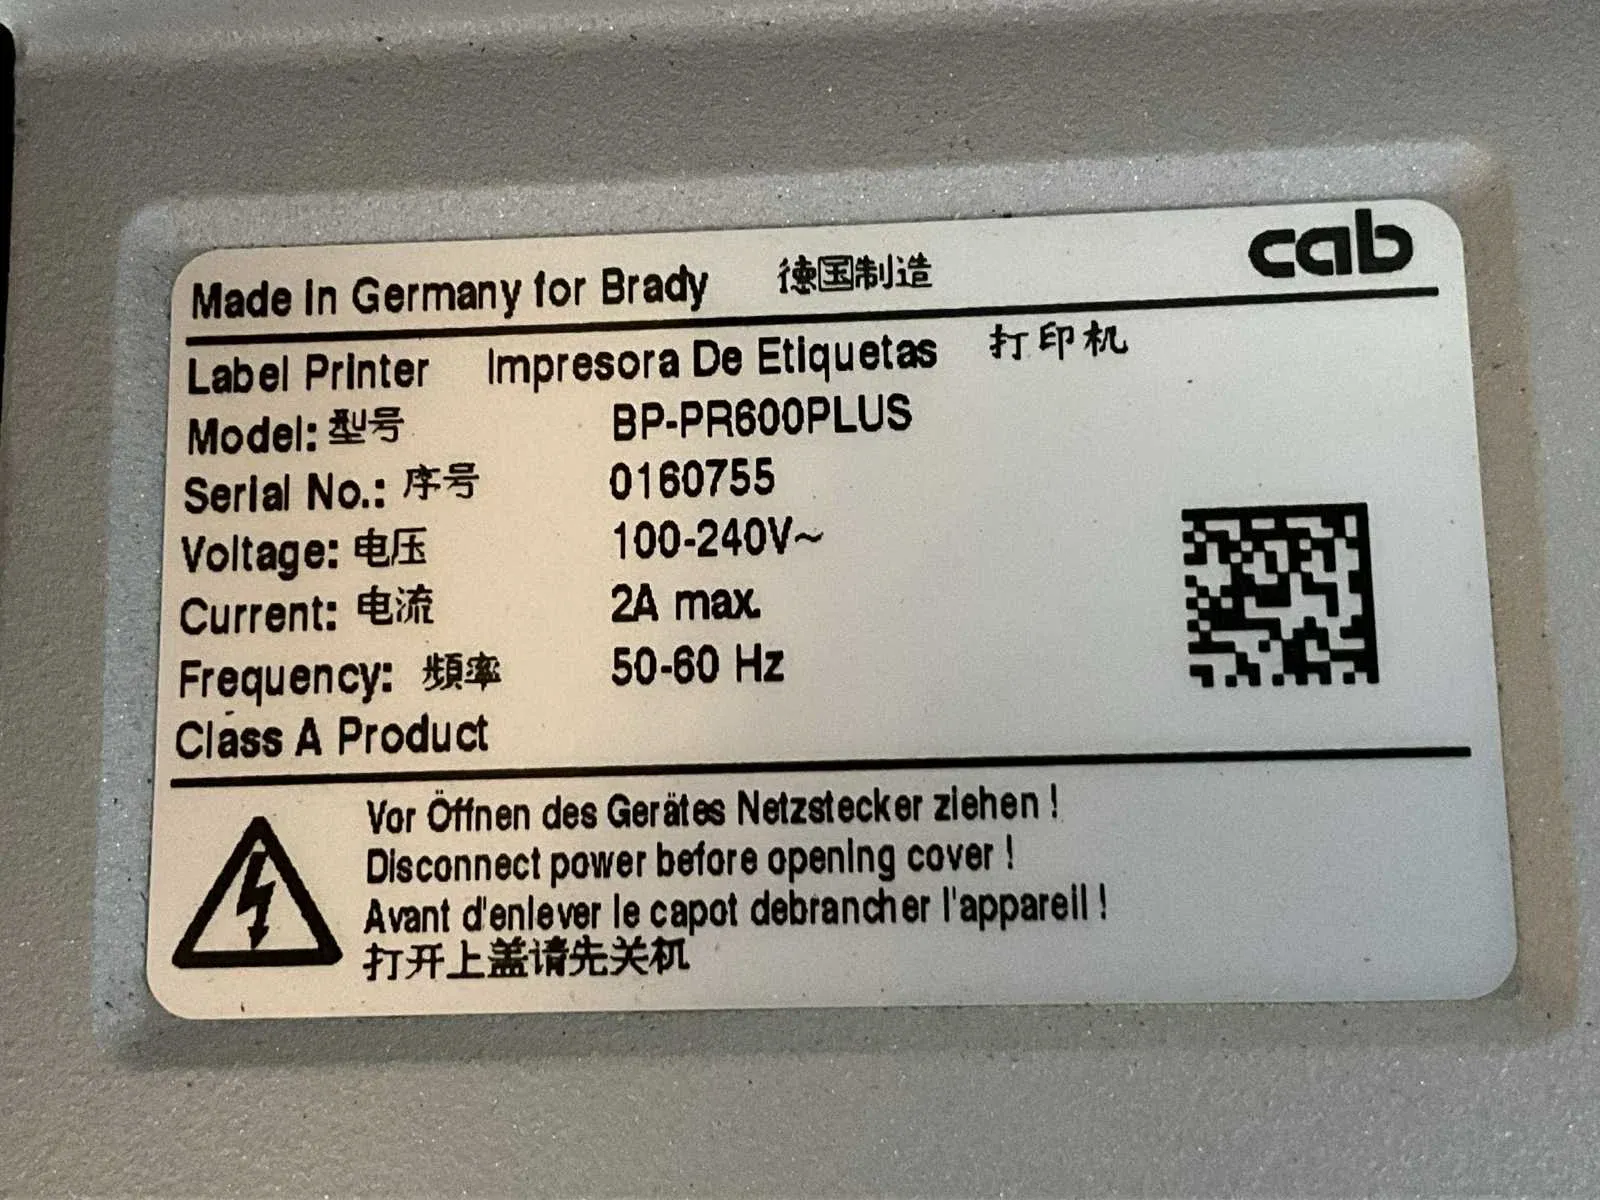 cab
Made In Germany for Brady 德国制造
Label Printer Impresora De Etiquetas 打印机
Model: 型号 BP-PR600PLUS
Serial No.: 序号 0160755
Voltage: 电压 100-240V~
Current: 电流 2A max.
Frequency: 頻率 50-60 Hz
Class A Product
Vor Öffnen des Gerätes Netzstecker ziehen !
Disconnect power before opening cover !
Avant d'enlever le capot debrancher l'appareil !
打开上盖请先关机